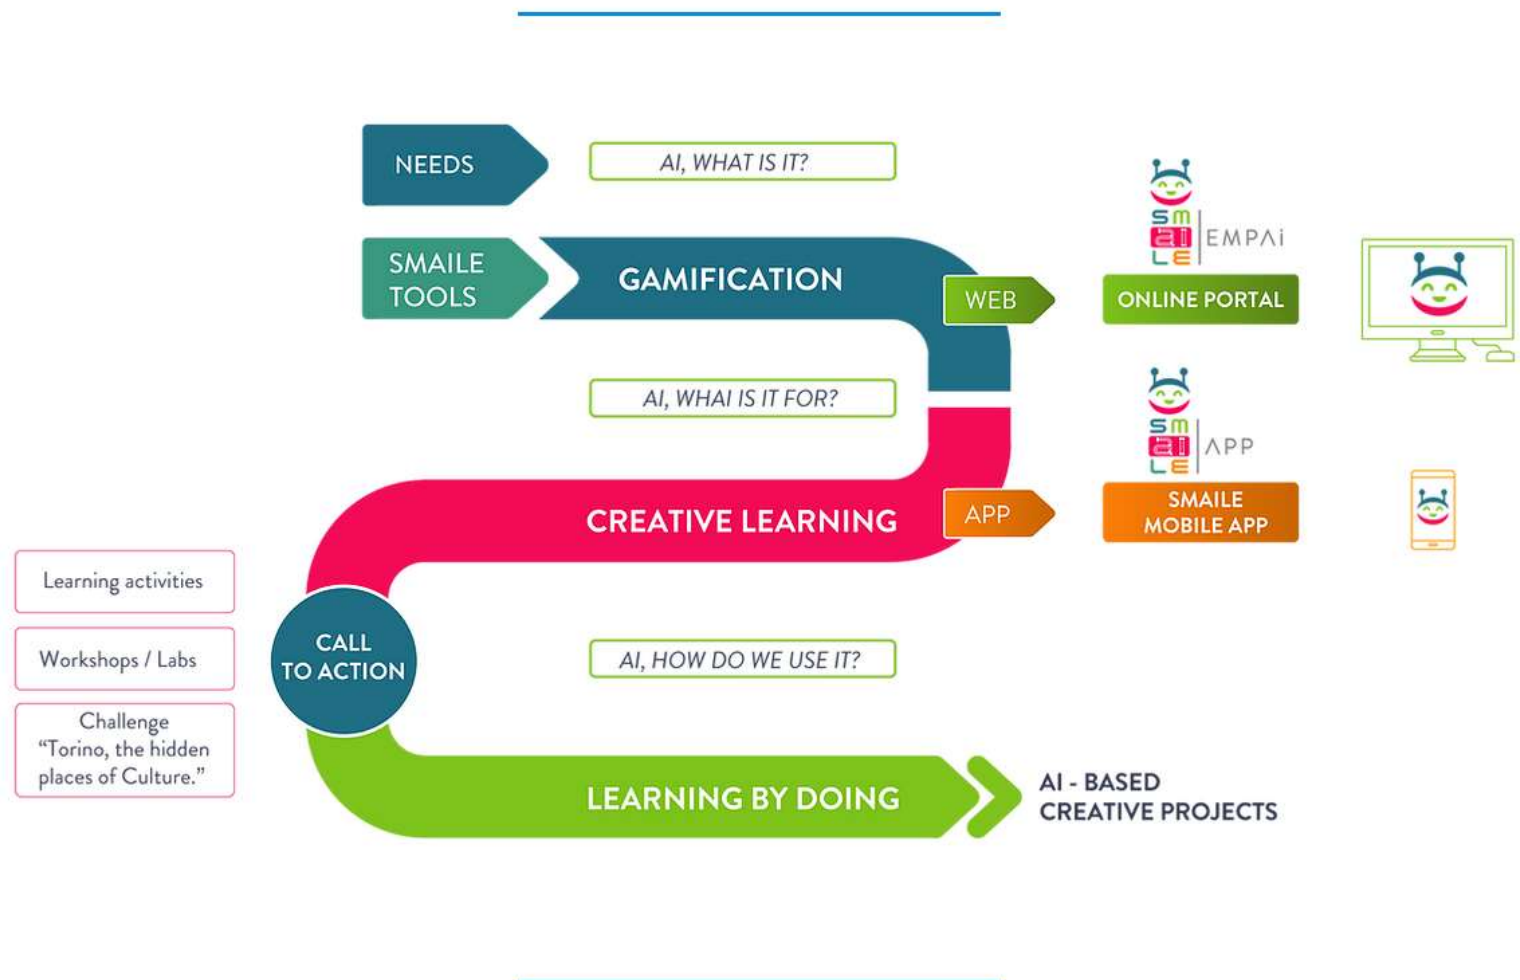 NEEDS
AI, WHAT IS IT?
SMAILE
TOOLS
GAMIFICATION
WEB
sm
ai
LE
EMPAi
ONLINE PORTAL
AI, WHAI IS IT FOR?
sm
ai
LE
APP
CREATIVE LEARNING
APP
SMAILE
MOBILE APP
Learning activities
Workshops / Labs
Challenge
“Torino, the hidden
places of Culture.”
CALL
TO ACTION
AI, HOW DO WE USE IT?
LEARNING BY DOING
AI - BASED
CREATIVE PROJECTS